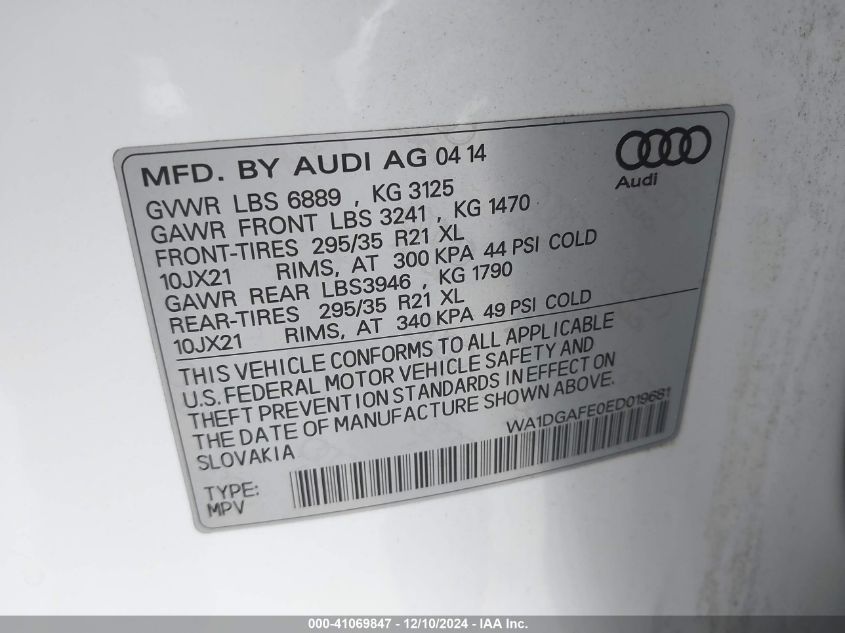 MFD. BY AUDI AG 04 14
Audi
GVWR LBS 6889 , KG 3125
GAWR FRONT LBS 3241 , KG 1470
FRONT-TIRES 295/35 R21 XL
10JX21 RIMS, AT 300 KPA 44 PSI COLD
GAWR REAR LBS3946 , KG 1790
REAR-TIRES 295/35 R21 XL
10JX21 RIMS, AT 340 KPA 49 PSI COLD
THIS VEHICLE CONFORMS TO ALL APPLICABLE
U.S. FEDERAL MOTOR VEHICLE SAFETY AND
THEFT PREVENTION STANDARDS IN EFFECT ON
THE DATE OF MANUFACTURE SHOWN ABOVE.
SLOVAKIA
WA1DGAFE0ED019681
TYPE:
MPV
000-41069847 - 12/10/2024 - IAA Inc.